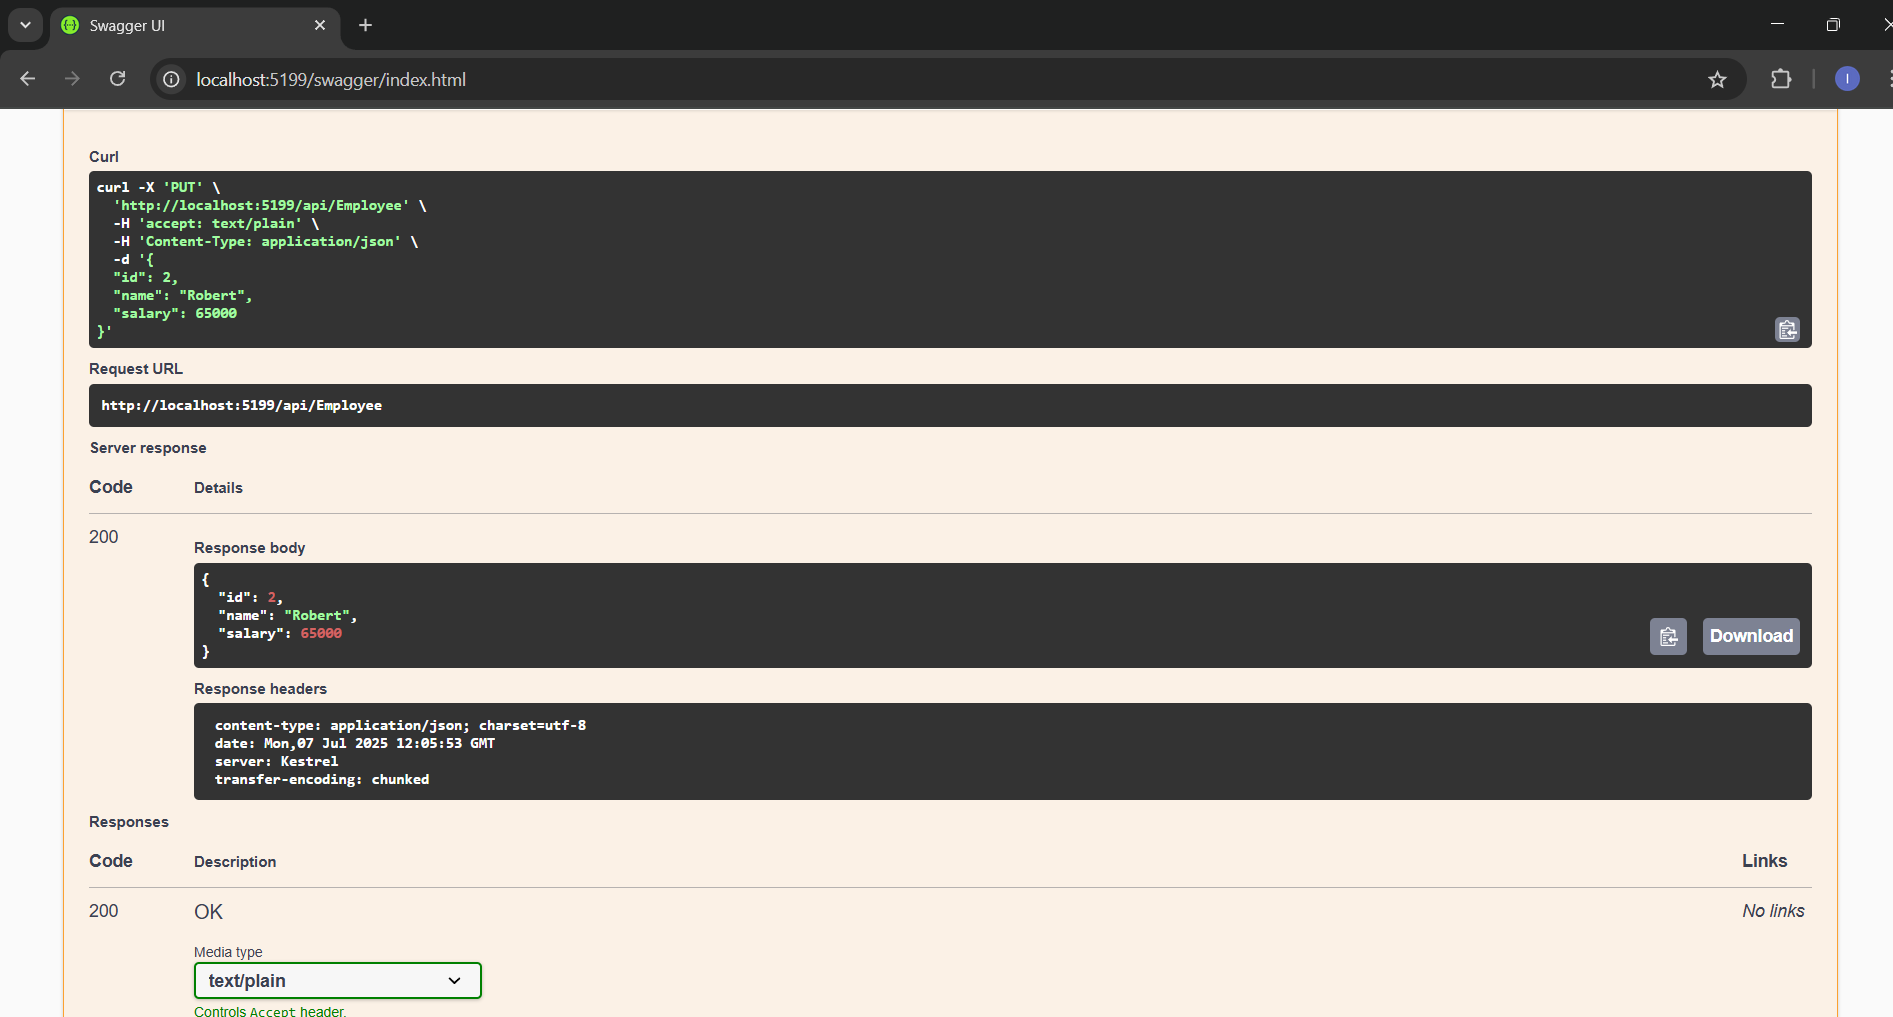 Swagger UI
localhost:5199/swagger/index.html
I
Curl
curl -X 'PUT' \
'http://localhost:5199/api/Employee' \
-H 'accept: text/plain' \
-H 'Content-Type: application/json' \
-d '{
"id": 2,
"name": "Robert",
"salary": 65000
}'
Request URL
http://localhost:5199/api/Employee
Server response
Code Details
200
Response body
{
"id": 2,
"name": "Robert",
"salary": 65000
}
Download
Response headers
content-type: application/json; charset=utf-8
date: Mon,07 Jul 2025 12:05:53 GMT
server: Kestrel
transfer-encoding: chunked
Responses
Code Description Links
200 OK No links
Media type
text/plain
Controls Accept header.